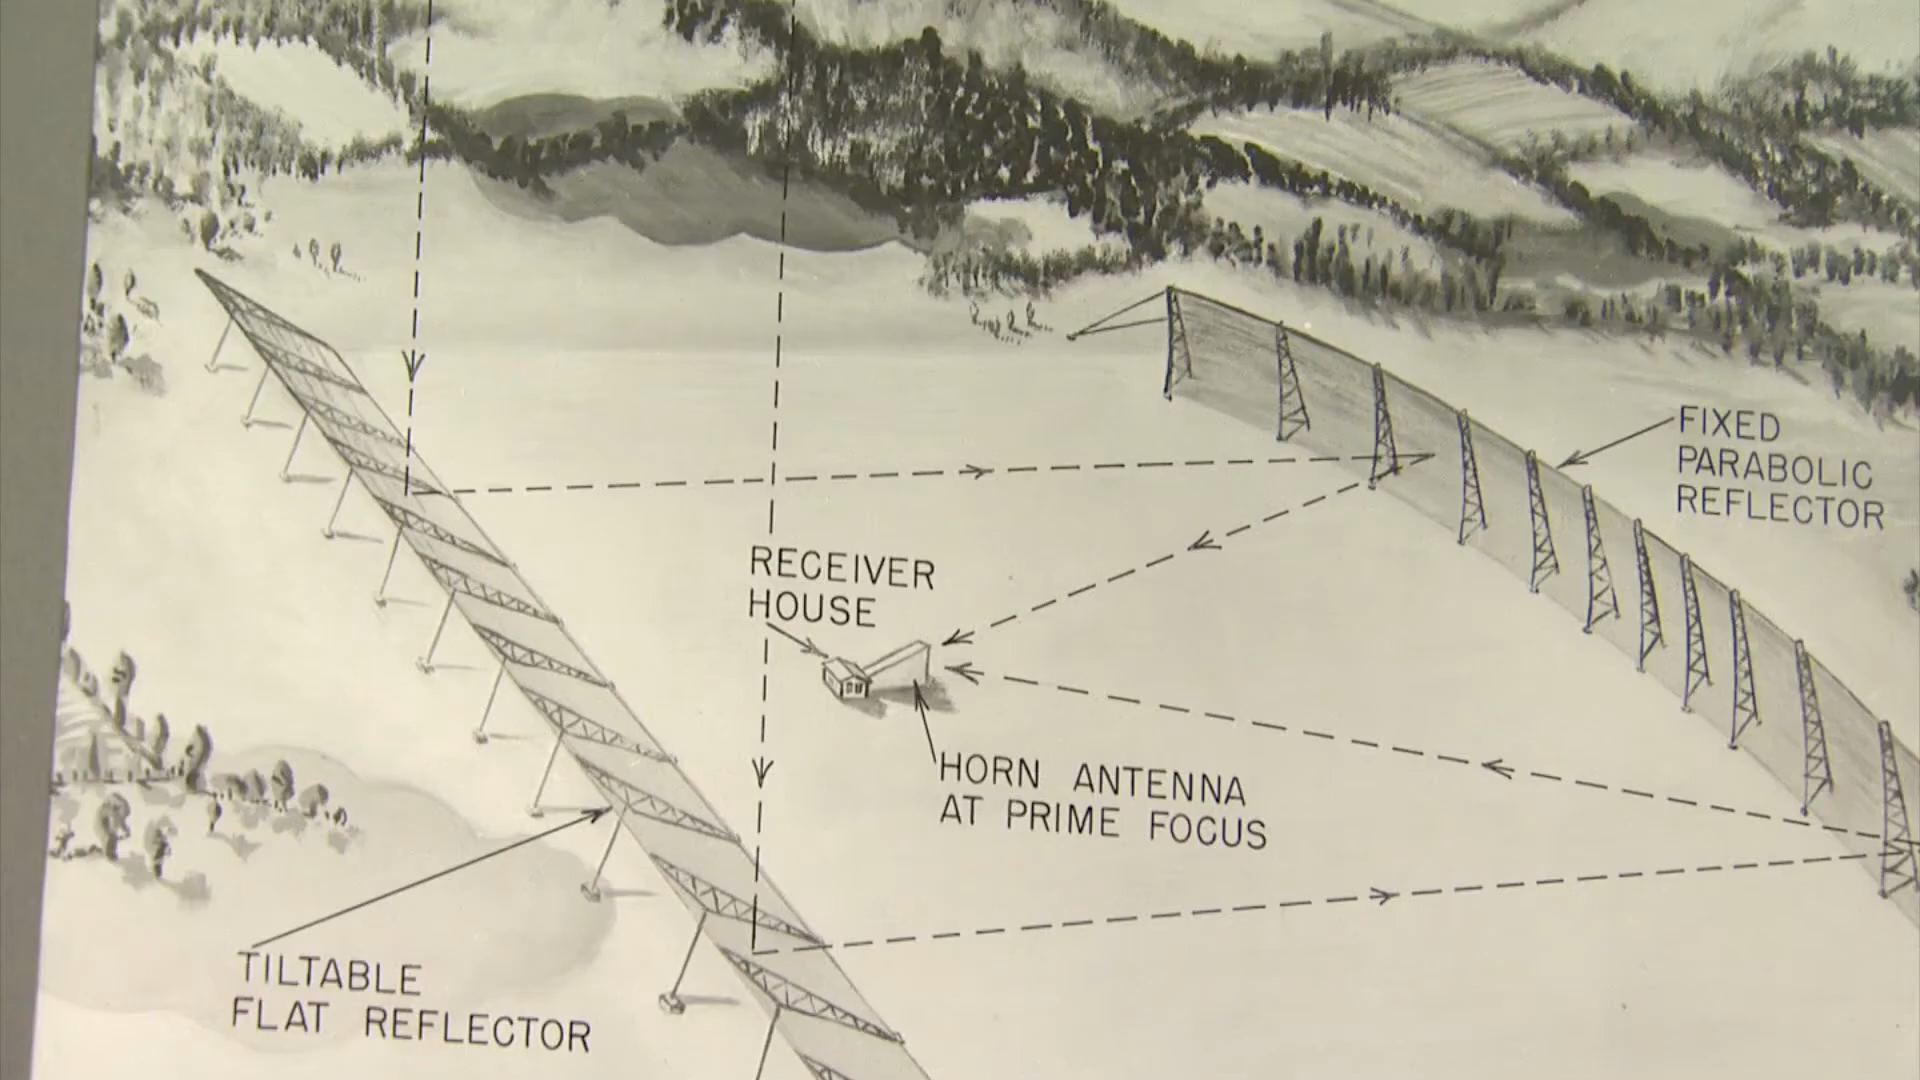 FIXED
PARABOLIC
REFLECTOR
RECEIVER
HOUSE
HORN ANTENNA
AT PRIME FOCUS
TILTABLE
FLAT REFLECTOR